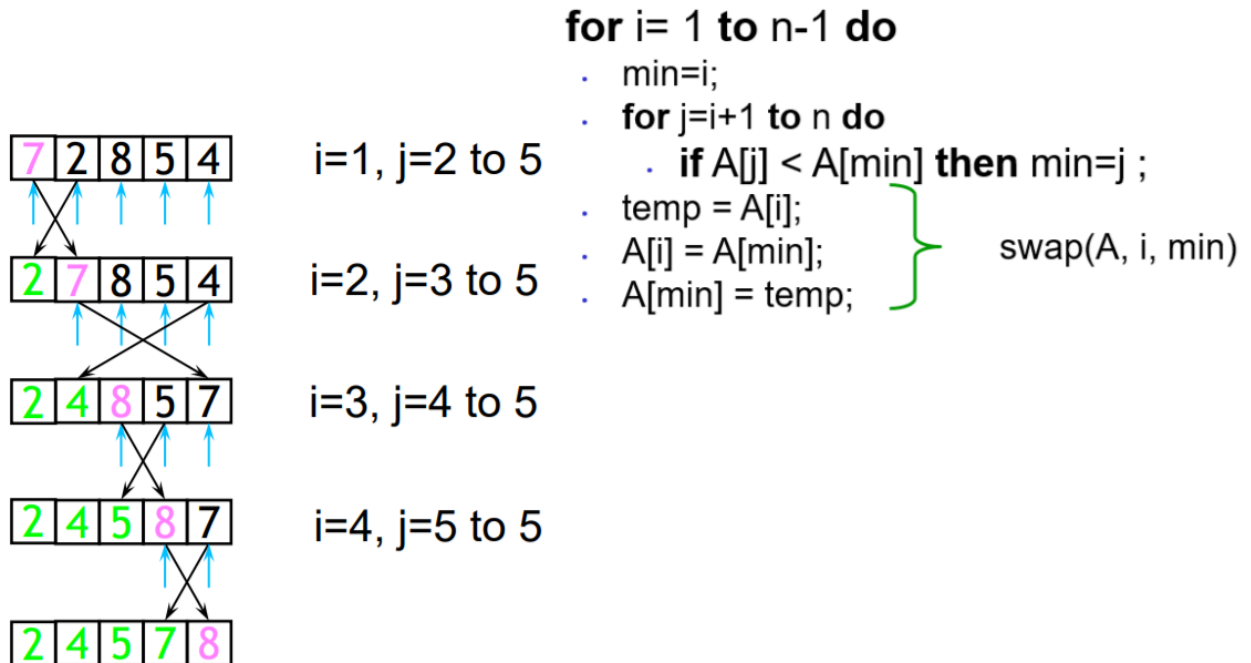 for i= 1 to n-1 do
min=i;
for j=i+1 to n do
if A[j] < A[min] then min=j ;
temp = A[i];
A[i] = A[min];
A[min] = temp;
swap(A, i, min)
7 2 8 5 4
i=1, j=2 to 5
2 7 8 5 4
i=2, j=3 to 5
2 4 8 5 7
i=3, j=4 to 5
2 4 5 8 7
i=4, j=5 to 5
2 4 5 7 8